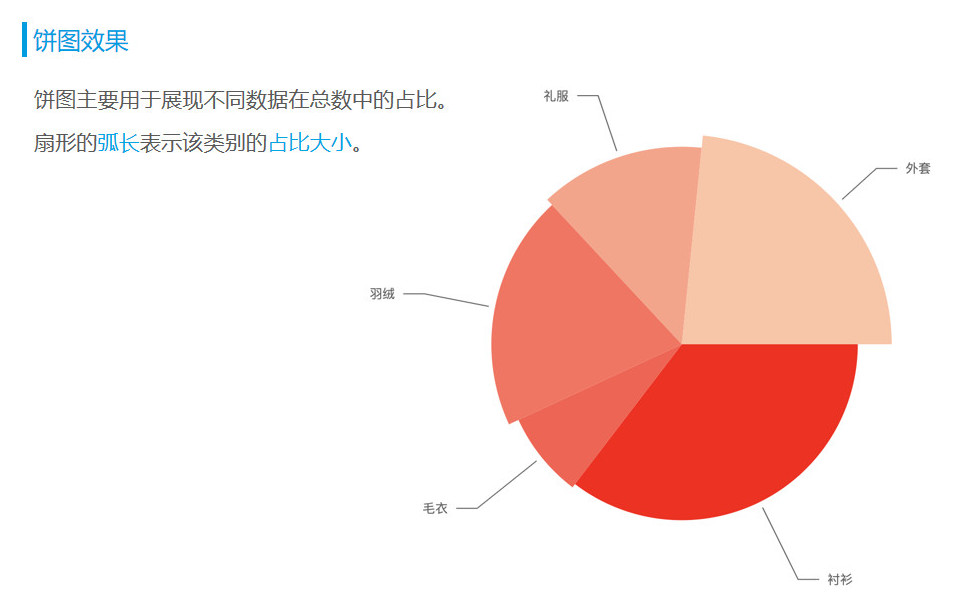 饼图效果
饼图主要用于展现不同数据在总数中的占比。
扇形的弧长表示该类别的占比大小。
礼服
外套
羽绒
毛衣
衬衫